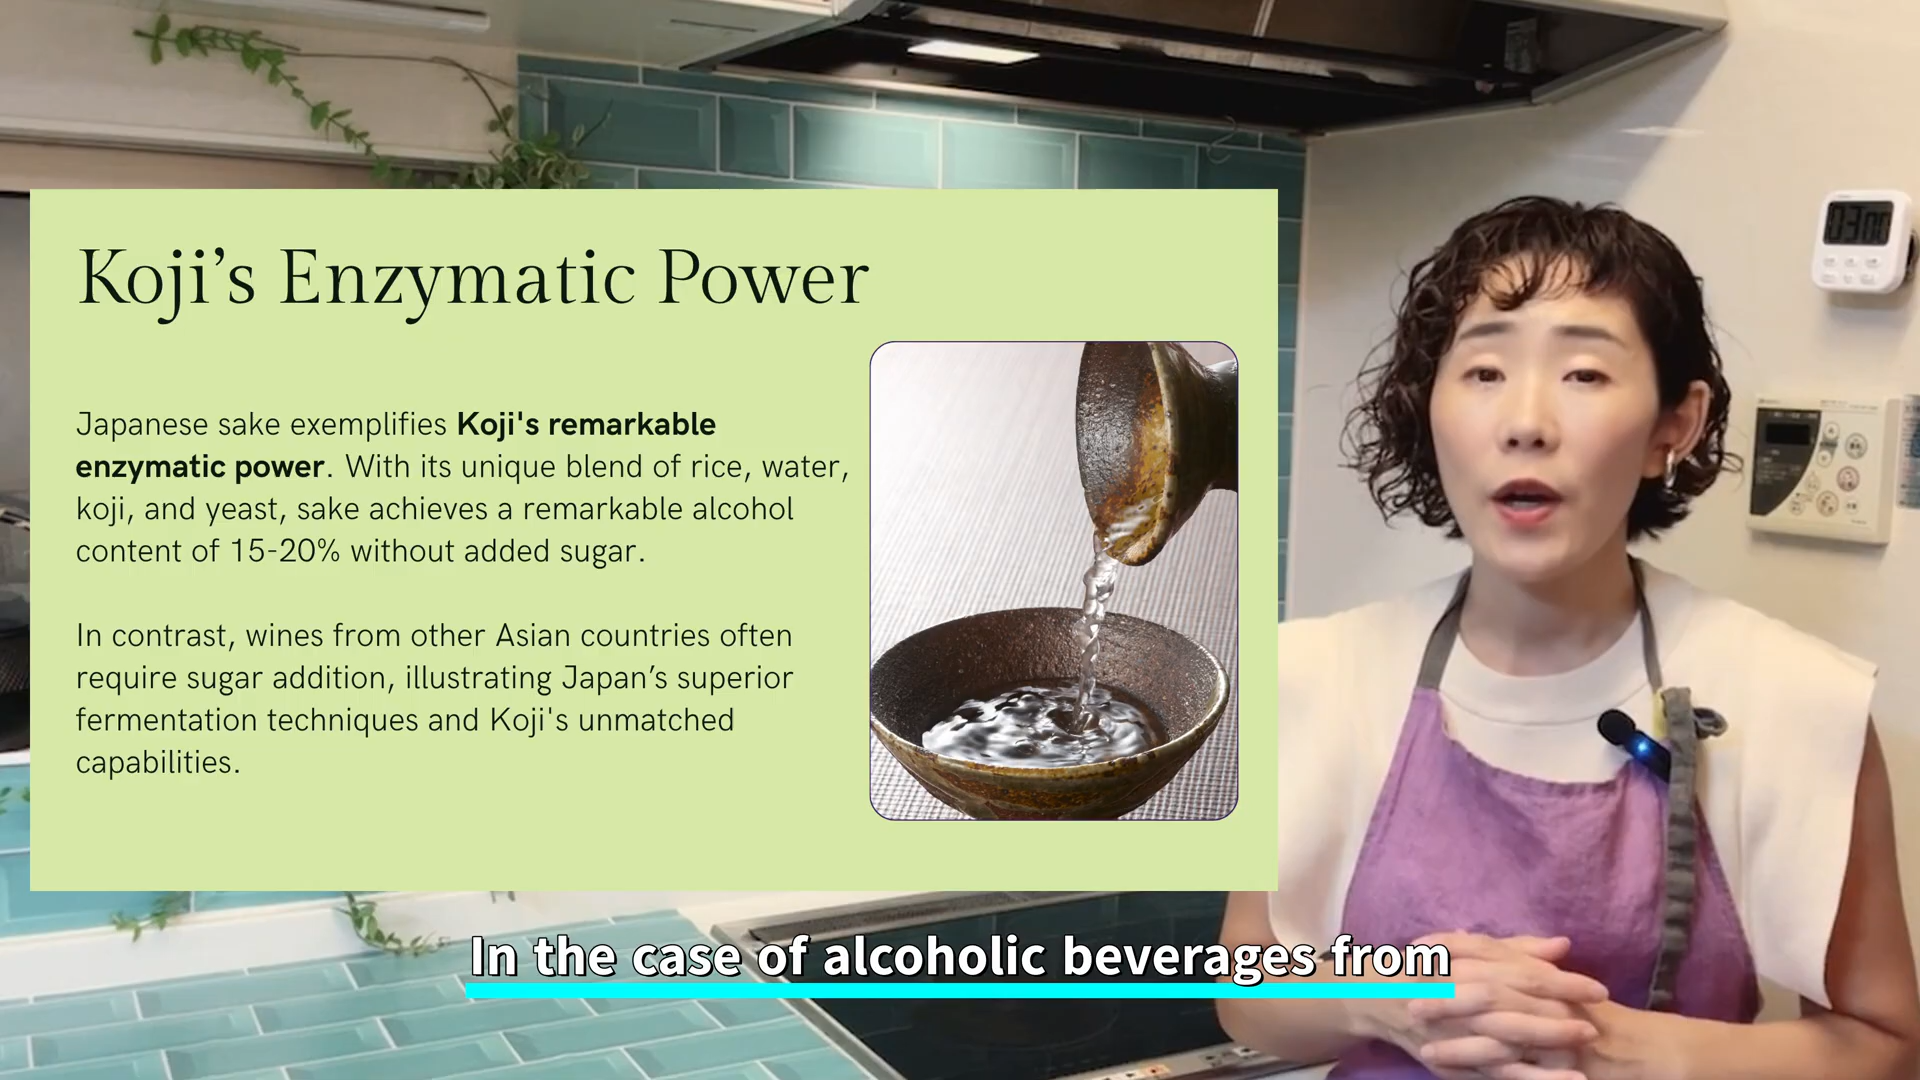 Koji’s Enzymatic Power
Japanese sake exemplifies Koji's remarkable
enzymatic power. With its unique blend of rice, water,
koji, and yeast, sake achieves a remarkable alcohol
content of 15-20% without added sugar.
In contrast, wines from other Asian countries often
require sugar addition, illustrating Japan’s superior
fermentation techniques and Koji's unmatched
capabilities.
In the case of alcoholic beverages from